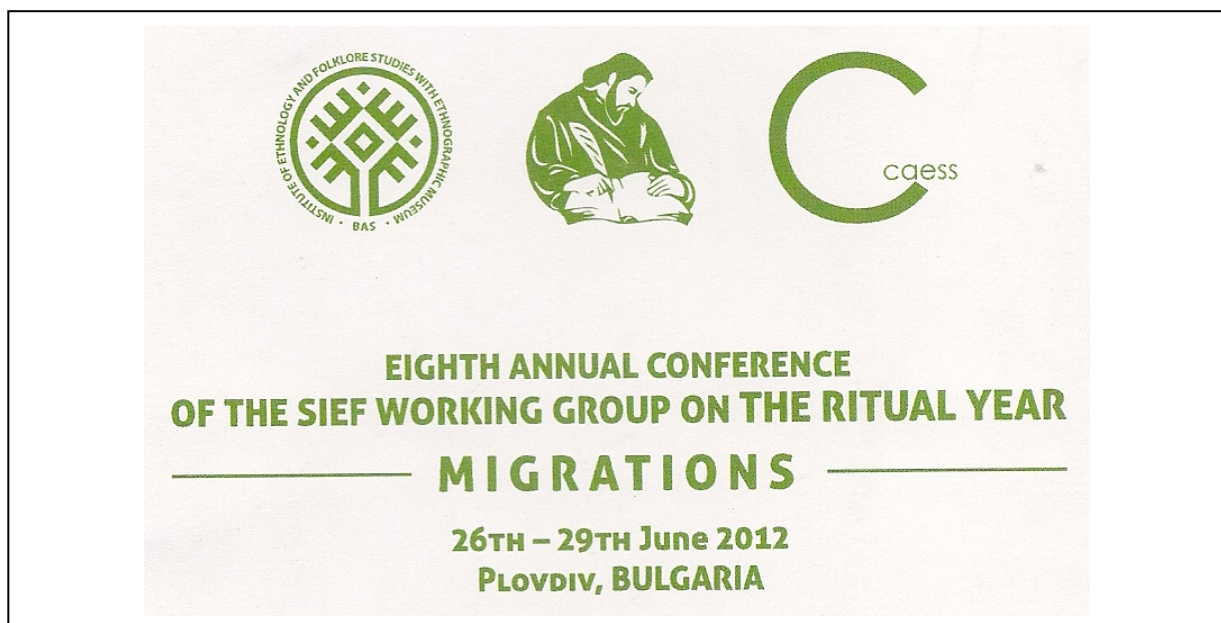 INSTITUTE OF ETHNOLOGY AND FOLKLORE STUDIES WITH ETHNOGRAPHIC MUSEUM
· BAS ·
caess
EIGHTH ANNUAL CONFERENCE
OF THE SIEF WORKING GROUP ON THE RITUAL YEAR
MIGRATIONS
26TH – 29TH June 2012
PLOVDIV, BULGARIA